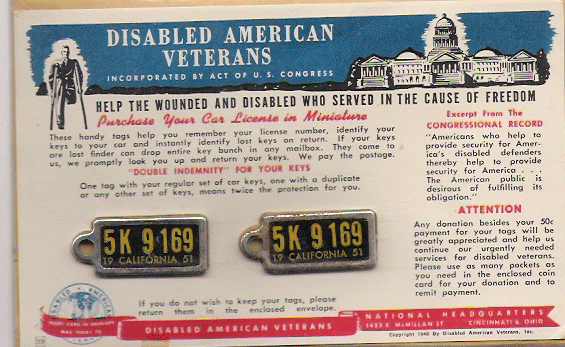 DISABLED AMERICAN
VETERANS
INCORPORATED BY ACT OF U. S. CONGRESS
HELP THE WOUNDED AND DISABLED WHO SERVED IN THE CAUSE OF FREEDOM
Purchase Your Car License in Miniature
These handy tags help you remember your license number, identify your
keys to your car and instantly identify lost keys on return. If your keys
are lost finder can drop entire key bunch in any mailbox. They come to
us, we promptly look you up and return your keys. We pay the postage.
"DOUBLE INDEMNITY" FOR YOUR KEYS
One tag with your regular set of car keys, one with a duplicate
or any other set of keys, means twice the protection for you.
Excerpt From The
CONGRESSIONAL RECORD
"Americans who help to
provide security for Amer-
ica's disabled defenders
thereby help to provide
security for America . . .
The American public is
desirous of fulfilling its
obligation."
ATTENTION
Any donation besides your 50c
payment for your tags will be
greatly appreciated and help us
continue our urgently needed
services for disabled veterans.
Please use as many pockets as
you need in the enclosed coin
card for your donation and to
remit payment.
5K 9 169
19 CALIFORNIA 51
5K 9 169
19 CALIFORNIA 51
If you do not wish to keep your tags, please
return them in the enclosed envelope.
DISABLED AMERICAN VETERANS
NATIONAL HEADQUARTERS
1423 E. McMILLAN ST. CINCINNATI 6, OHIO
Copyright 1948 By Disabled American Veterans, Inc.